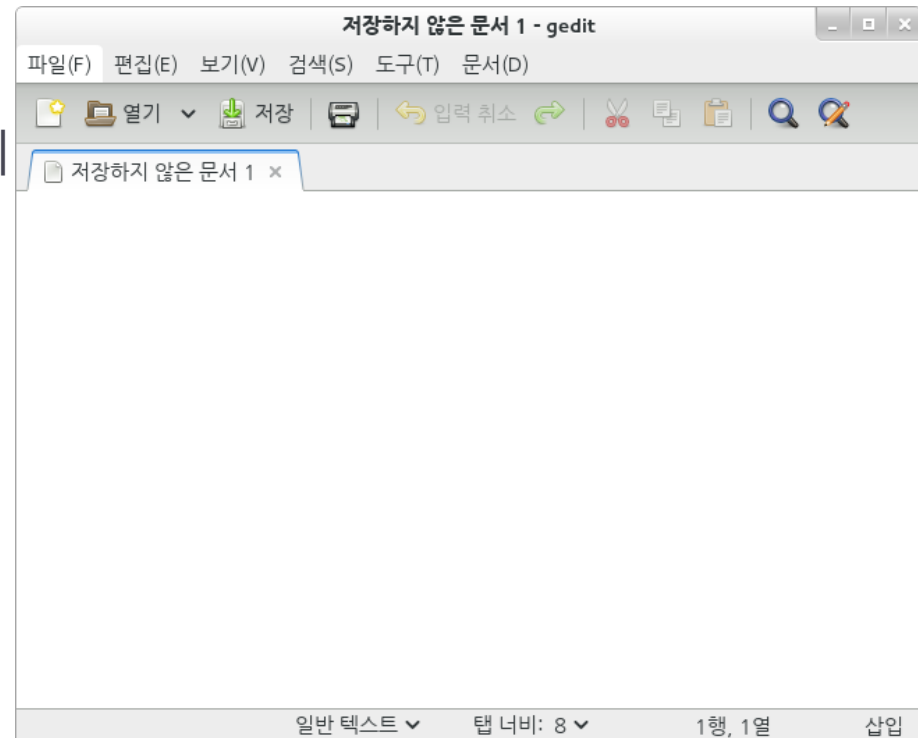 저장하지 않은 문서 1 - gedit
파일(F) 편집(E) 보기(V) 검색(S) 도구(T) 문서(D)
열기 저장 입력 취소
저장하지 않은 문서 1
일반 텍스트 탭 너비: 8 1행, 1열 삽입